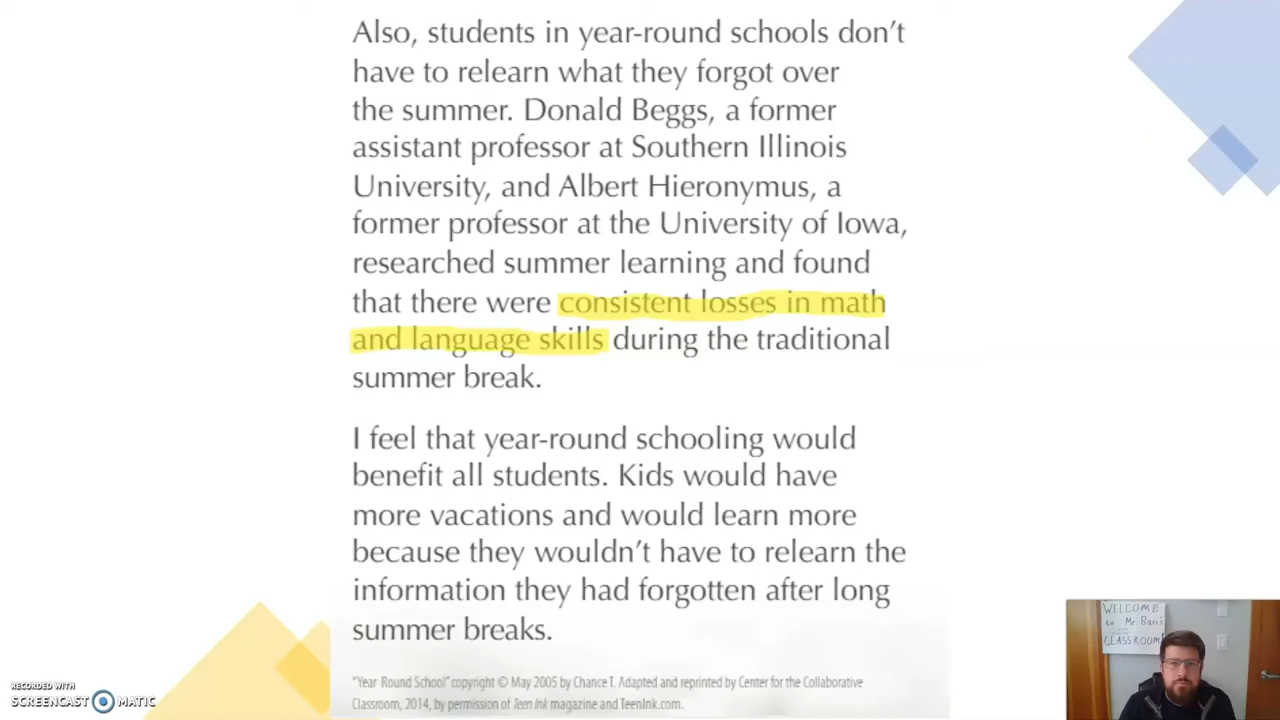 Also, students in year-round schools don't
have to relearn what they forgot over
the summer. Donald Beggs, a former
assistant professor at Southern Illinois
University, and Albert Hieronymus, a
former professor at the University of Iowa,
researched summer learning and found
that there were consistent losses in math
and language skills during the traditional
summer break.
I feel that year-round schooling would
benefit all students. Kids would have
more vacations and would learn more
because they wouldn't have to relearn the
information they had forgotten after long
summer breaks.
"Year-Round School" copyright © May 2005 by Chance T. Adapted and reprinted by Center for the Collaborative
Classroom, 2014, by permission of Teen Ink magazine and TeenInk.com.
WELCOME
to Mr Barr's
CLASSROOM
RECORDED WITH
SCREENCAST MATIC